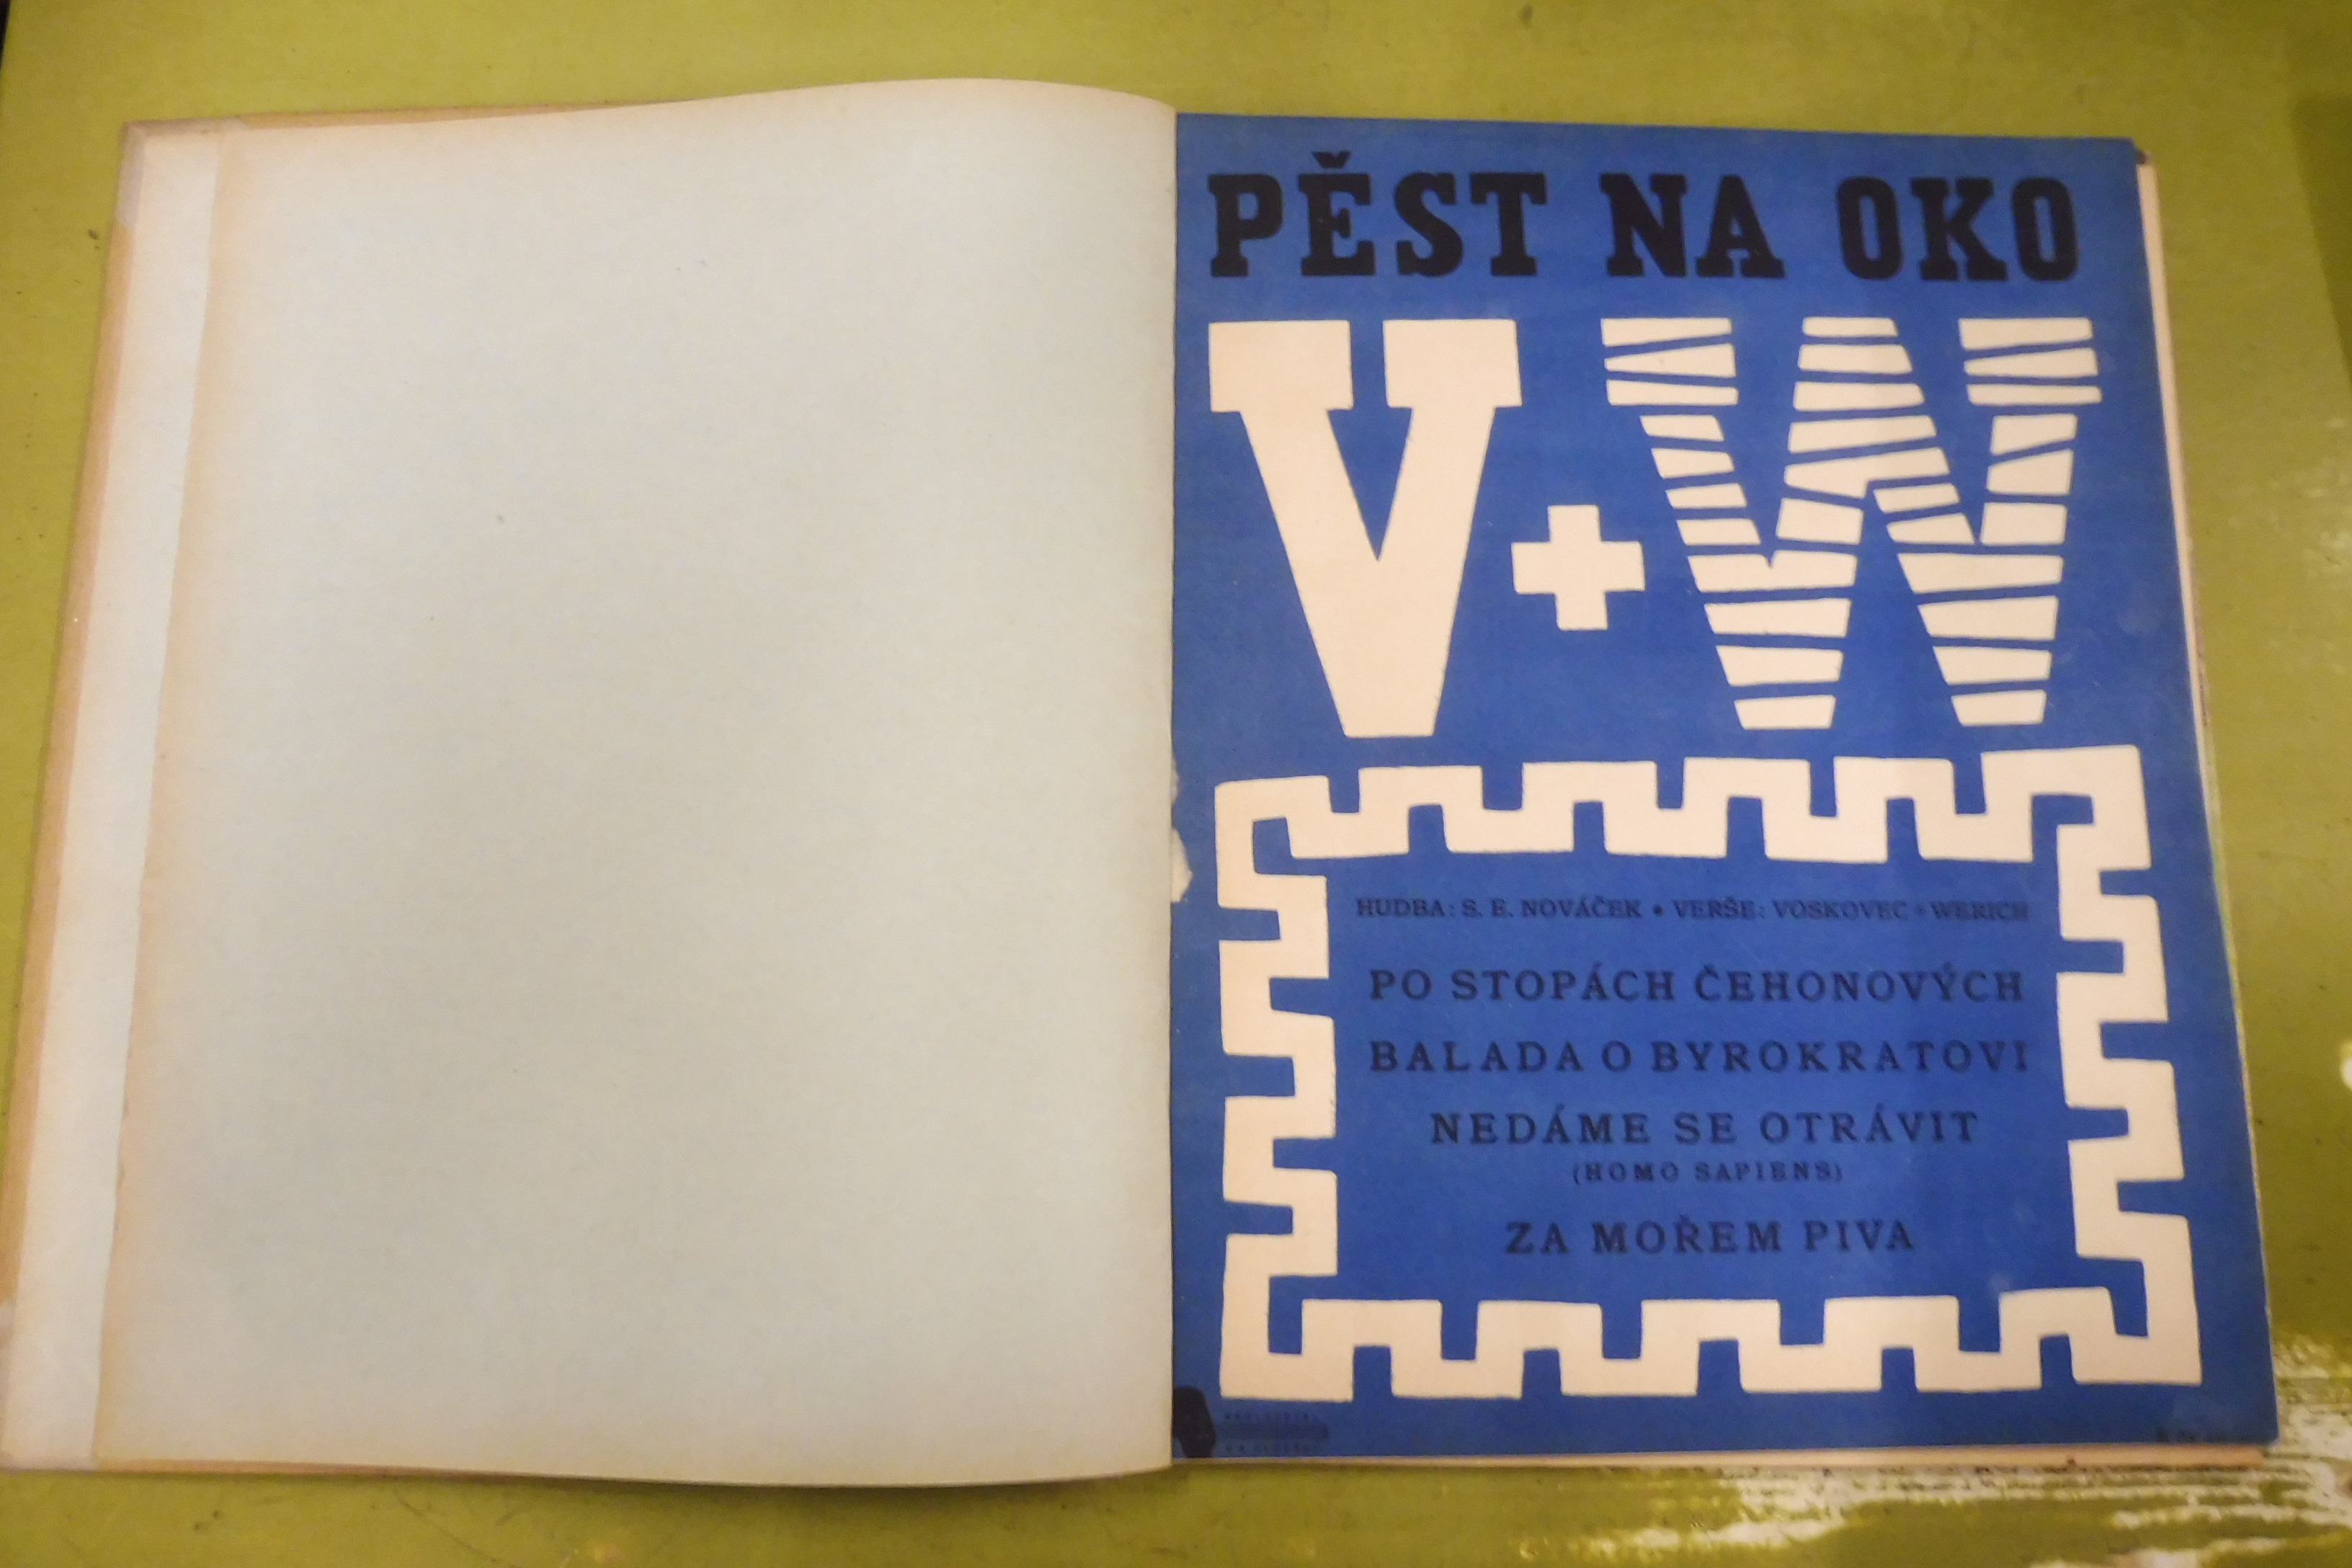 PĚST NA OKO
V+W
HUDBA: S. E. NOVÁČEK • VERŠE: VOSKOVEC + WERICH
PO STOPÁCH ČEHONOVÝCH
BALADA O BYROKRATOVI
NEDÁME SE OTRÁVIT
(HOMO SAPIENS)
ZA MOŘEM PIVA